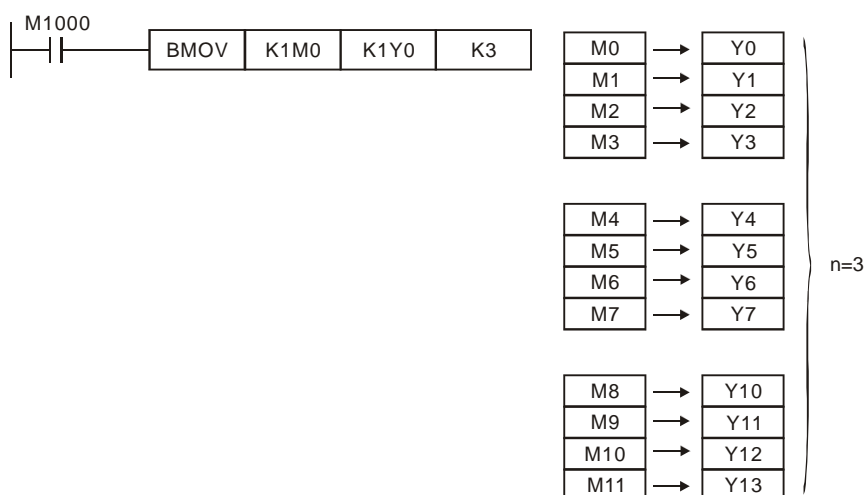 M1000
BMOV K1M0 K1Y0 K3
M0 → Y0
M1 → Y1
M2 → Y2
M3 → Y3
M4 → Y4
M5 → Y5
M6 → Y6
M7 → Y7
n=3
M8 → Y10
M9 → Y11
M10 → Y12
M11 → Y13